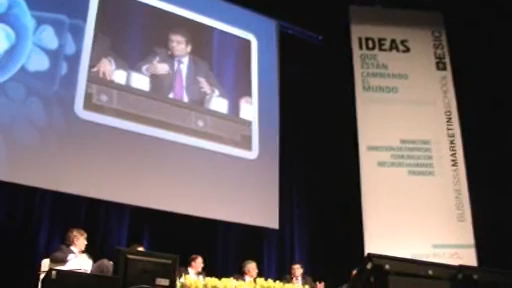 IDEAS
QUE
ESTÁN
CAMBIANDO
EL
MUNDO
MARKETING
DIRECCIÓN DE EMPRESAS
COMUNICACIÓN
RECURSOS HUMANOS
FINANZAS
ESIC
BUSINESS&MARKETINGSCHOOL